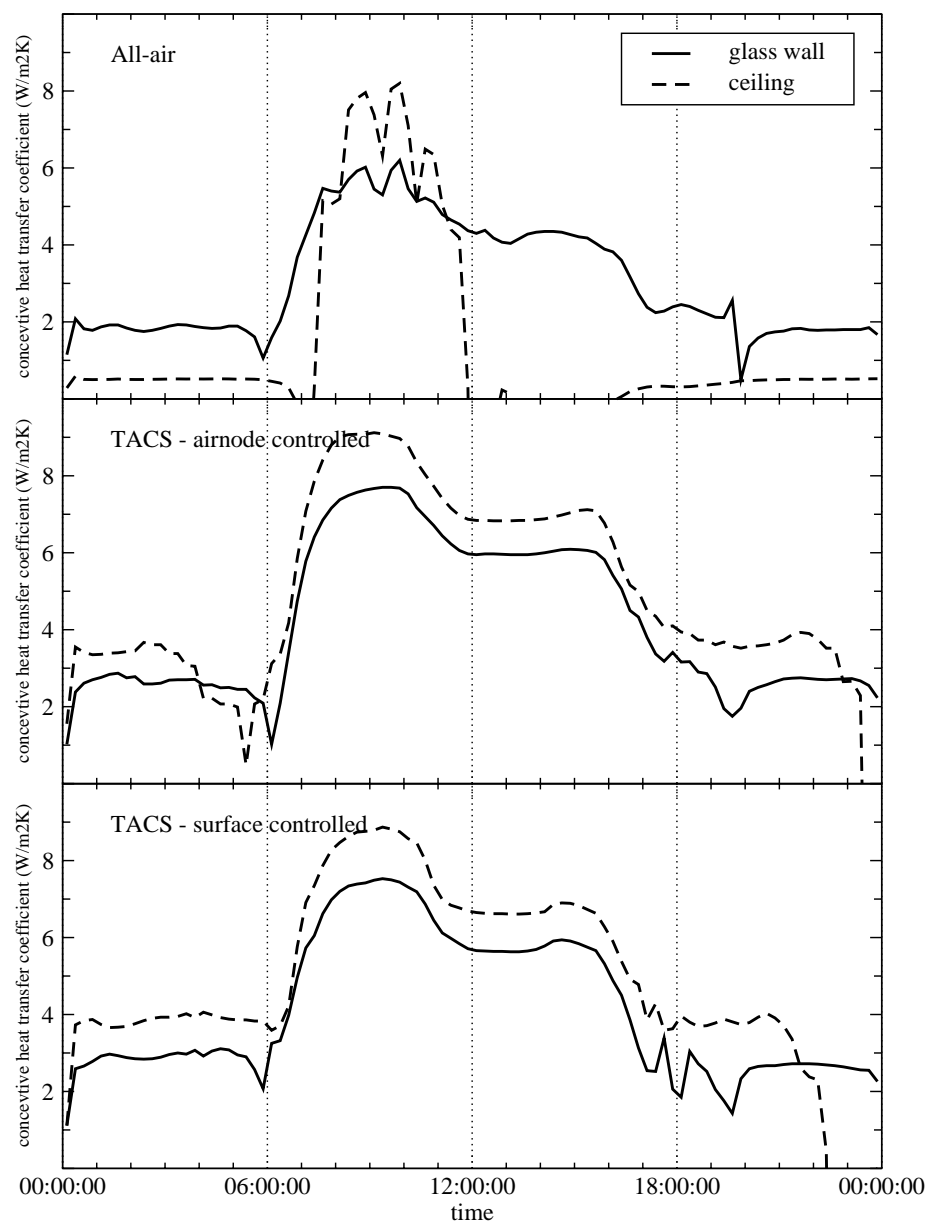 All-air
glass wall
ceiling
concevtive heat transfer coefficient (W/m2K)
8
6
4
2
TACS - airnode controlled
concevtive heat transfer coefficient (W/m2K)
8
6
4
2
TACS - surface controlled
concevtive heat transfer coefficient (W/m2K)
8
6
4
2
00:00:00 06:00:00 12:00:00 18:00:00 00:00:00
time